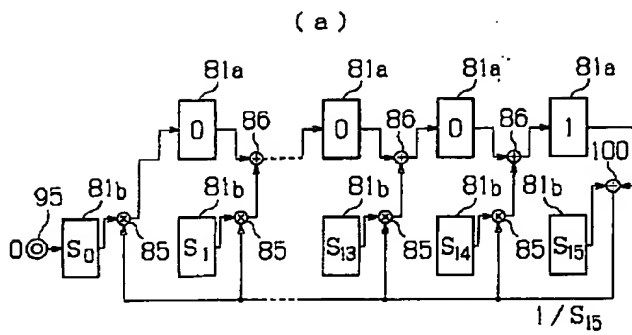 (a)
81a 81a 81a 81a
0 86 0 86 0 86 1
100
95 81b 81b 81b 81b 81b
0 S0 85 S1 85 S13 85 S14 85 S15
1/S15